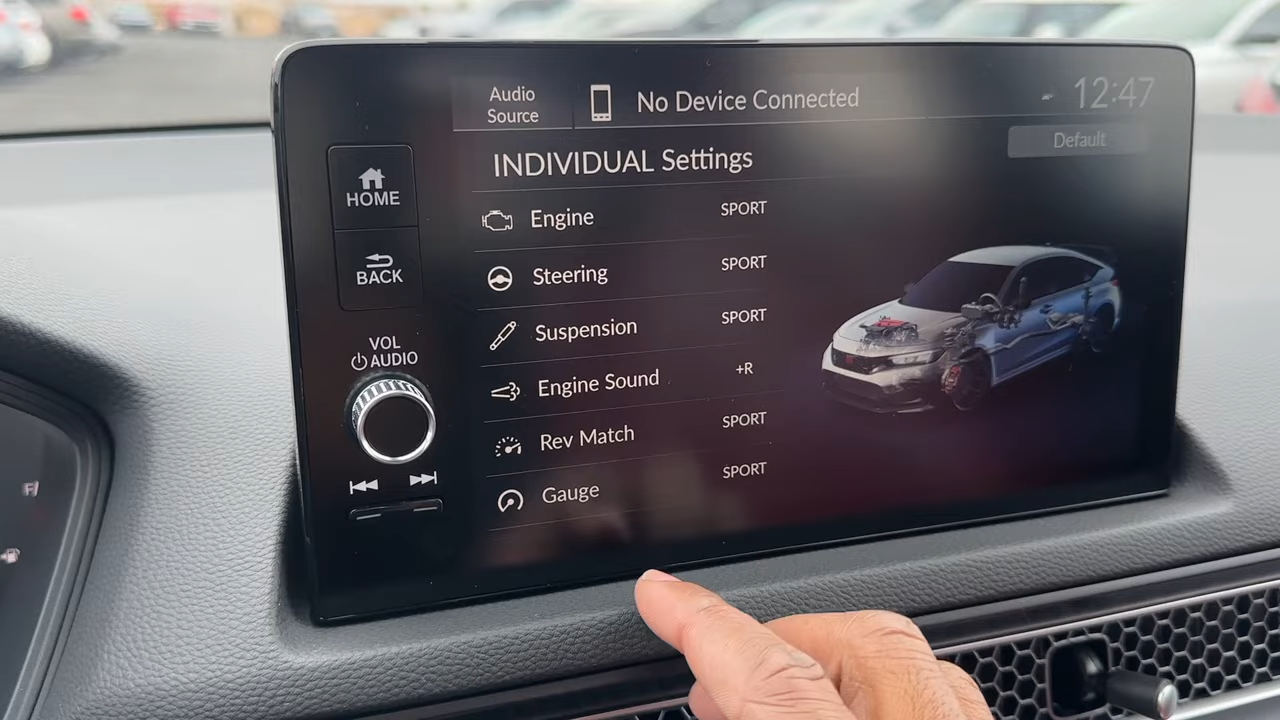 Audio
Source
No Device Connected
12:47
Default
INDIVIDUAL Settings
HOME
BACK
VOL
AUDIO
Engine SPORT
Steering SPORT
Suspension SPORT
Engine Sound +R
Rev Match SPORT
Gauge SPORT